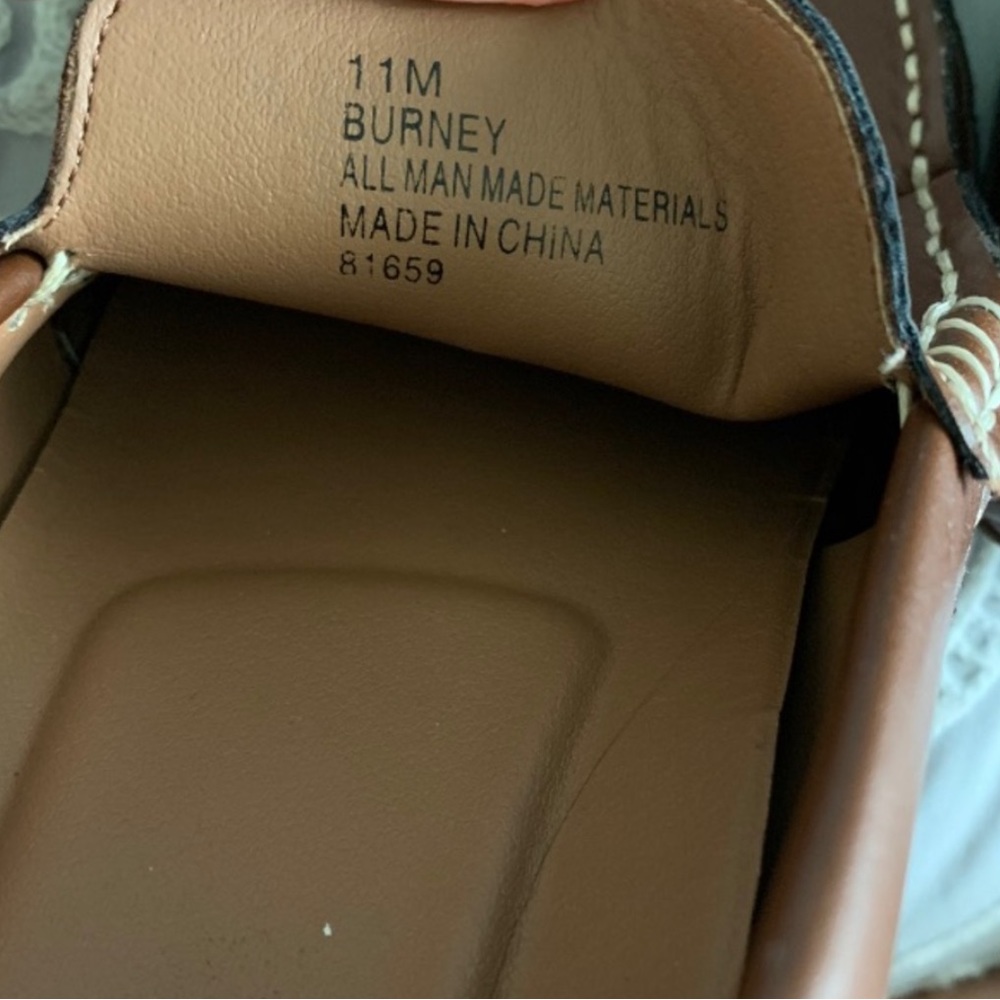 11M
BURNEY
ALL MAN MADE MATERIALS
MADE IN CHINA
81659